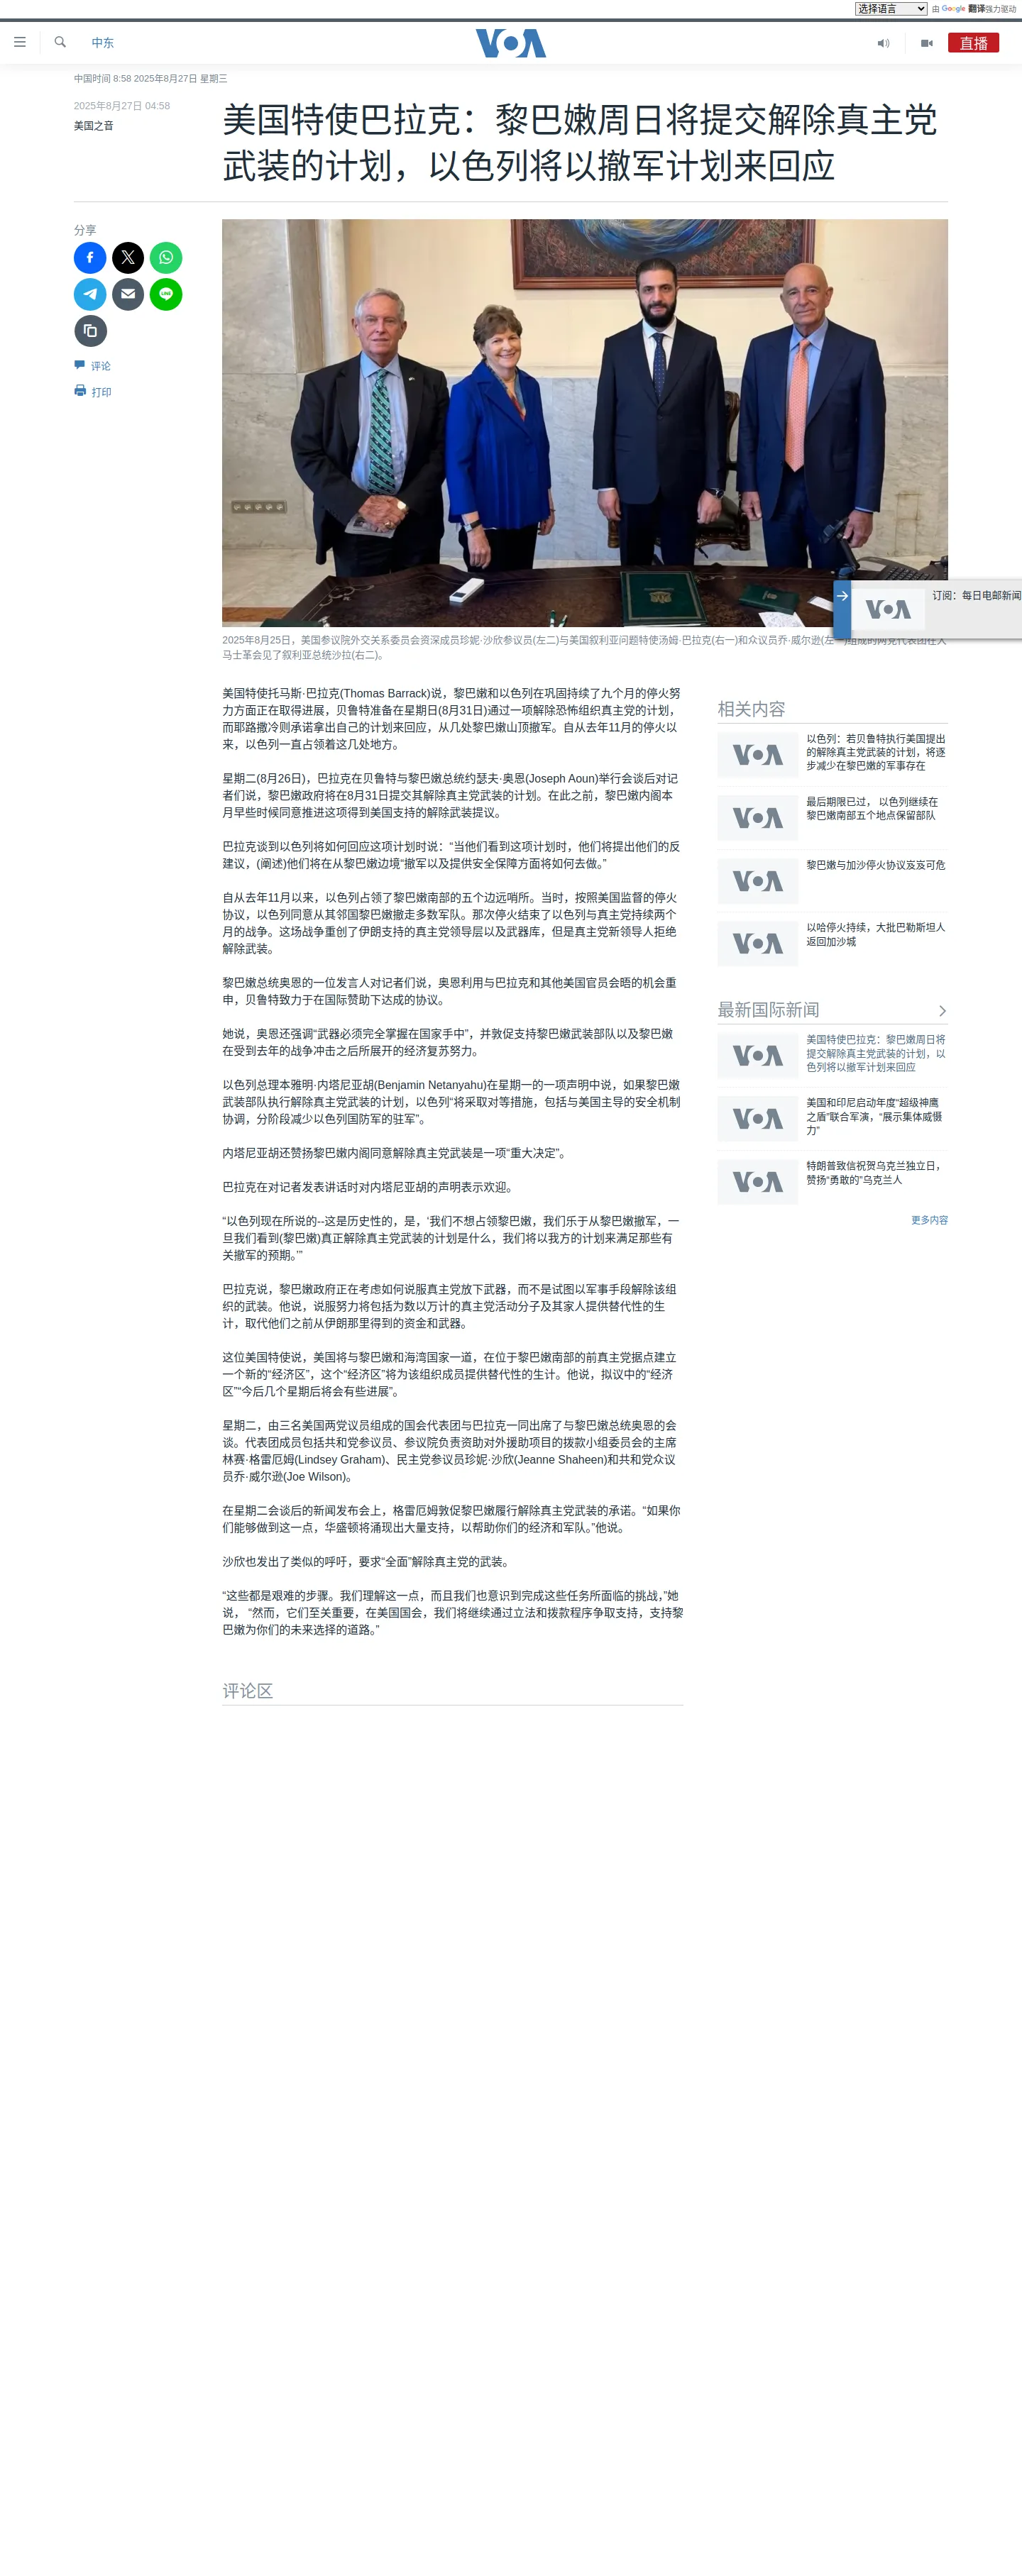 选择语言
由 Google 翻译强力驱动
中东
VOA
直播
中国时间 8:58 2025年8月27日 星期三
2025年8月27日 04:58
美国之音
美国特使巴拉克：黎巴嫩周日将提交解除真主党
武装的计划，以色列将以撤军计划来回应
分享
LINE
评论
打印
VOA
订阅：每日电邮新闻
2025年8月25日，美国参议院外交关系委员会资深成员珍妮·沙欣参议员(左二)与美国叙利亚问题特使汤姆·巴拉克(右一)和众议员乔·威尔逊(左一)组成的两党代表团在大
马士革会见了叙利亚总统沙拉(右二)。
美国特使托马斯·巴拉克(Thomas Barrack)说，黎巴嫩和以色列在巩固持续了九个月的停火努
力方面正在取得进展，贝鲁特准备在星期日(8月31日)通过一项解除恐怖组织真主党的计划，
而耶路撒冷则承诺拿出自己的计划来回应，从几处黎巴嫩山顶撤军。自从去年11月的停火以
来，以色列一直占领着这几处地方。
星期二(8月26日)，巴拉克在贝鲁特与黎巴嫩总统约瑟夫·奥恩(Joseph Aoun)举行会谈后对记
者们说，黎巴嫩政府将在8月31日提交其解除真主党武装的计划。在此之前，黎巴嫩内阁本
月早些时候同意推进这项得到美国支持的解除武装提议。
巴拉克谈到以色列将如何回应这项计划时说：“当他们看到这项计划时，他们将提出他们的反
建议，(阐述)他们将在从黎巴嫩边境“撤军以及提供安全保障方面将如何去做。”
自从去年11月以来，以色列占领了黎巴嫩南部的五个边远哨所。当时，按照美国监督的停火
协议，以色列同意从其邻国黎巴嫩撤走多数军队。那次停火结束了以色列与真主党持续两个
月的战争。这场战争重创了伊朗支持的真主党领导层以及武器库，但是真主党新领导人拒绝
解除武装。
黎巴嫩总统奥恩的一位发言人对记者们说，奥恩利用与巴拉克和其他美国官员会晤的机会重
申，贝鲁特致力于在国际赞助下达成的协议。
她说，奥恩还强调“武器必须完全掌握在国家手中”，并敦促支持黎巴嫩武装部队以及黎巴嫩
在受到去年的战争冲击之后所展开的经济复苏努力。
以色列总理本雅明·内塔尼亚胡(Benjamin Netanyahu)在星期一的一项声明中说，如果黎巴嫩
武装部队执行解除真主党武装的计划，以色列“将采取对等措施，包括与美国主导的安全机制
协调，分阶段减少以色列国防军的驻军”。
内塔尼亚胡还赞扬黎巴嫩内阁同意解除真主党武装是一项“重大决定”。
巴拉克在对记者发表讲话时对内塔尼亚胡的声明表示欢迎。
“以色列现在所说的--这是历史性的，是，‘我们不想占领黎巴嫩，我们乐于从黎巴嫩撤军，一
旦我们看到(黎巴嫩)真正解除真主党武装的计划是什么，我们将以我方的计划来满足那些有
关撤军的预期。’”
巴拉克说，黎巴嫩政府正在考虑如何说服真主党放下武器，而不是试图以军事手段解除该组
织的武装。他说，说服努力将包括为数以万计的真主党活动分子及其家人提供替代性的生
计，取代他们之前从伊朗那里得到的资金和武器。
这位美国特使说，美国将与黎巴嫩和海湾国家一道，在位于黎巴嫩南部的前真主党据点建立
一个新的“经济区”，这个“经济区”将为该组织成员提供替代性的生计。他说，拟议中的“经济
区”“今后几个星期后将会有些进展”。
星期二，由三名美国两党议员组成的国会代表团与巴拉克一同出席了与黎巴嫩总统奥恩的会
谈。代表团成员包括共和党参议员、参议院负责资助对外援助项目的拨款小组委员会的主席
林赛·格雷厄姆(Lindsey Graham)、民主党参议员珍妮·沙欣(Jeanne Shaheen)和共和党众议
员乔·威尔逊(Joe Wilson)。
在星期二会谈后的新闻发布会上，格雷厄姆敦促黎巴嫩履行解除真主党武装的承诺。“如果你
们能够做到这一点，华盛顿将涌现出大量支持，以帮助你们的经济和军队。”他说。
沙欣也发出了类似的呼吁，要求“全面”解除真主党的武装。
“这些都是艰难的步骤。我们理解这一点，而且我们也意识到完成这些任务所面临的挑战，”她
说， “然而，它们至关重要，在美国国会，我们将继续通过立法和拨款程序争取支持，支持黎
巴嫩为你们的未来选择的道路。”
评论区
相关内容
VOA
以色列：若贝鲁特执行美国提出
的解除真主党武装的计划，将逐
步减少在黎巴嫩的军事存在
VOA
最后期限已过， 以色列继续在
黎巴嫩南部五个地点保留部队
VOA
黎巴嫩与加沙停火协议岌岌可危
VOA
以哈停火持续，大批巴勒斯坦人
返回加沙城
最新国际新闻
VOA
美国特使巴拉克：黎巴嫩周日将
提交解除真主党武装的计划，以
色列将以撤军计划来回应
VOA
美国和印尼启动年度“超级神鹰
之盾”联合军演，“展示集体威慑
力”
VOA
特朗普致信祝贺乌克兰独立日，
赞扬“勇敢的”乌克兰人
更多内容